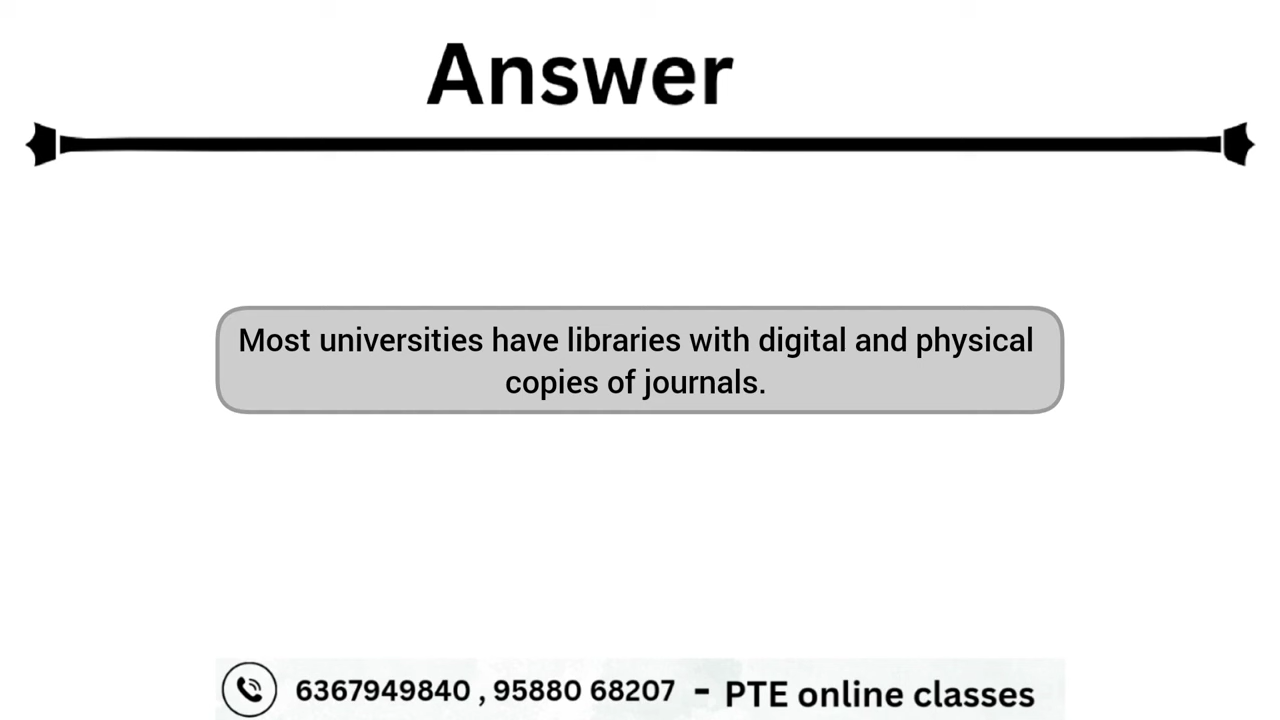 Answer
Most universities have libraries with digital and physical
copies of journals.
6367949840 , 95880 68207 - PTE online classes